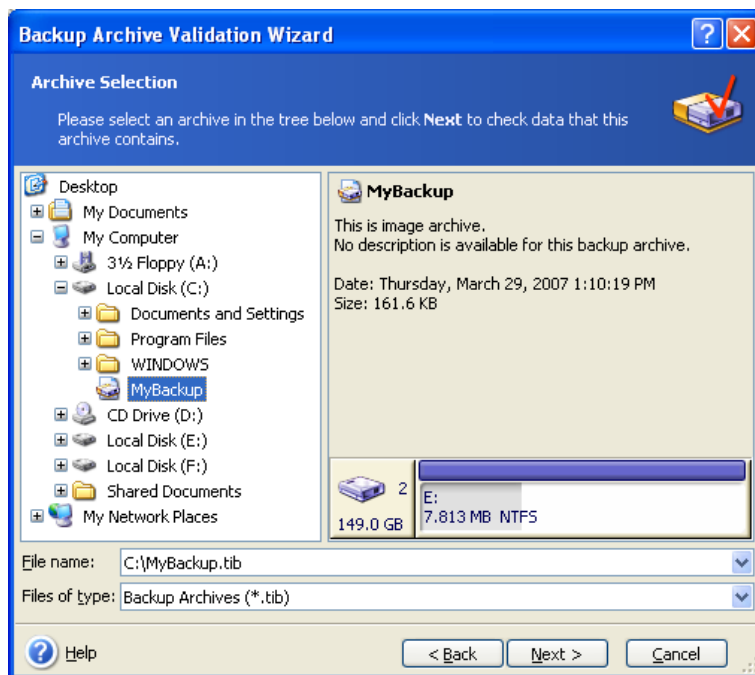 Backup Archive Validation Wizard
Archive Selection
Please select an archive in the tree below and click Next to check data that this
archive contains.
Desktop
My Documents
My Computer
3½ Floppy (A:)
Local Disk (C:)
Documents and Settings
Program Files
WINDOWS
MyBackup
CD Drive (D:)
Local Disk (E:)
Local Disk (F:)
Shared Documents
My Network Places
MyBackup
This is image archive.
No description is available for this backup archive.
Date: Thursday, March 29, 2007 1:10:19 PM
Size: 161.6 KB
2
149.0 GB
E:
7.813 MB NTFS
File name: C:\MyBackup.tib
Files of type: Backup Archives (*.tib)
Help
< Back
Next >
Cancel